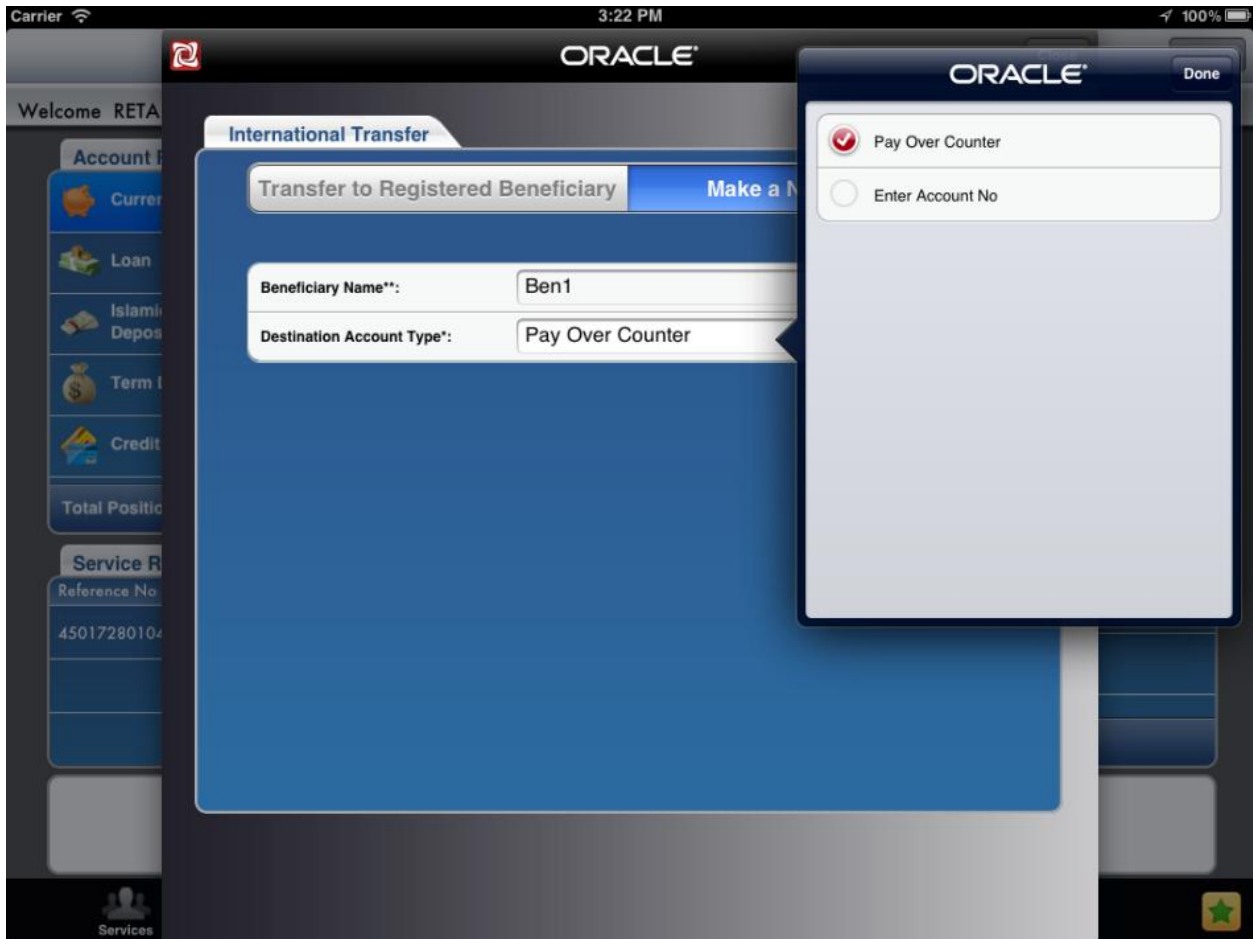 Carrier 3:22 PM 100%
ORACLE
ORACLE Done
Welcome RETA
International Transfer
Account
Transfer to Registered Beneficiary Make a N
Pay Over Counter
Enter Account No
Curre
Loan
Beneficiary Name**: Ben1
Islami
Depos
Destination Account Type*: Pay Over Counter
Term
Credit
Total Positio
Service R
Reference No
45017280104
Services